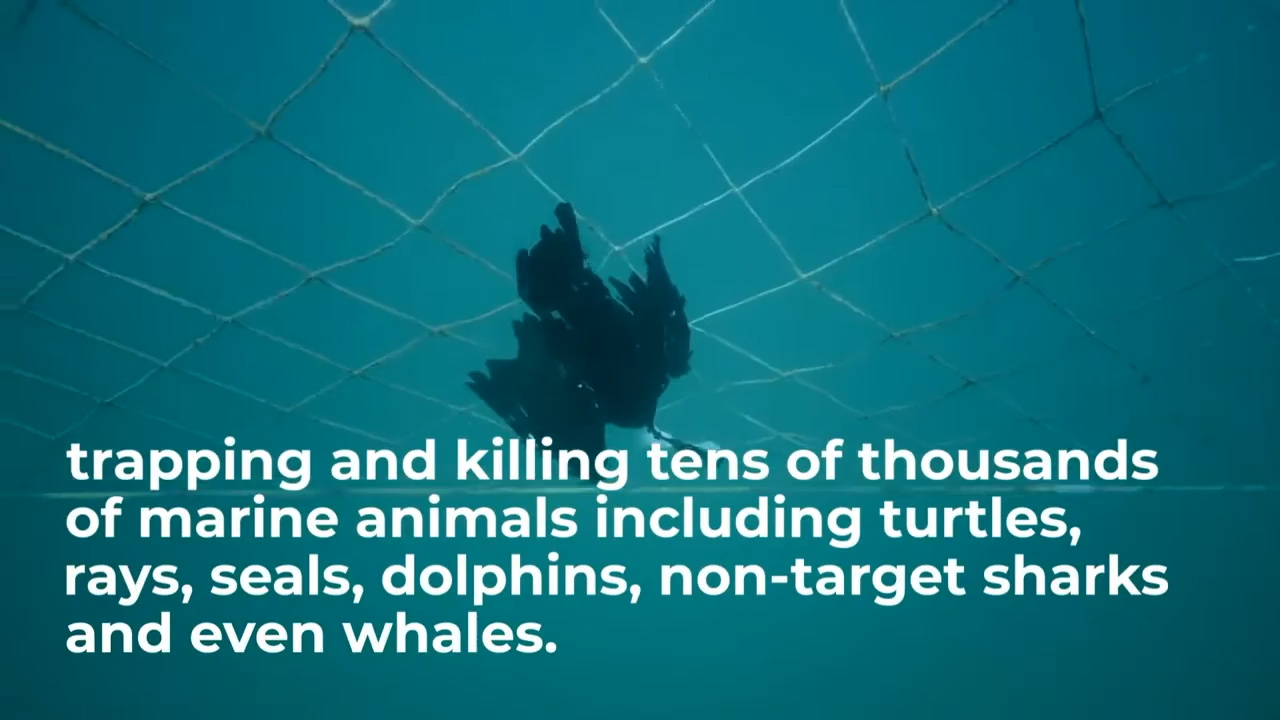 trapping and killing tens of thousands
of marine animals including turtles,
rays, seals, dolphins, non-target sharks
and even whales.